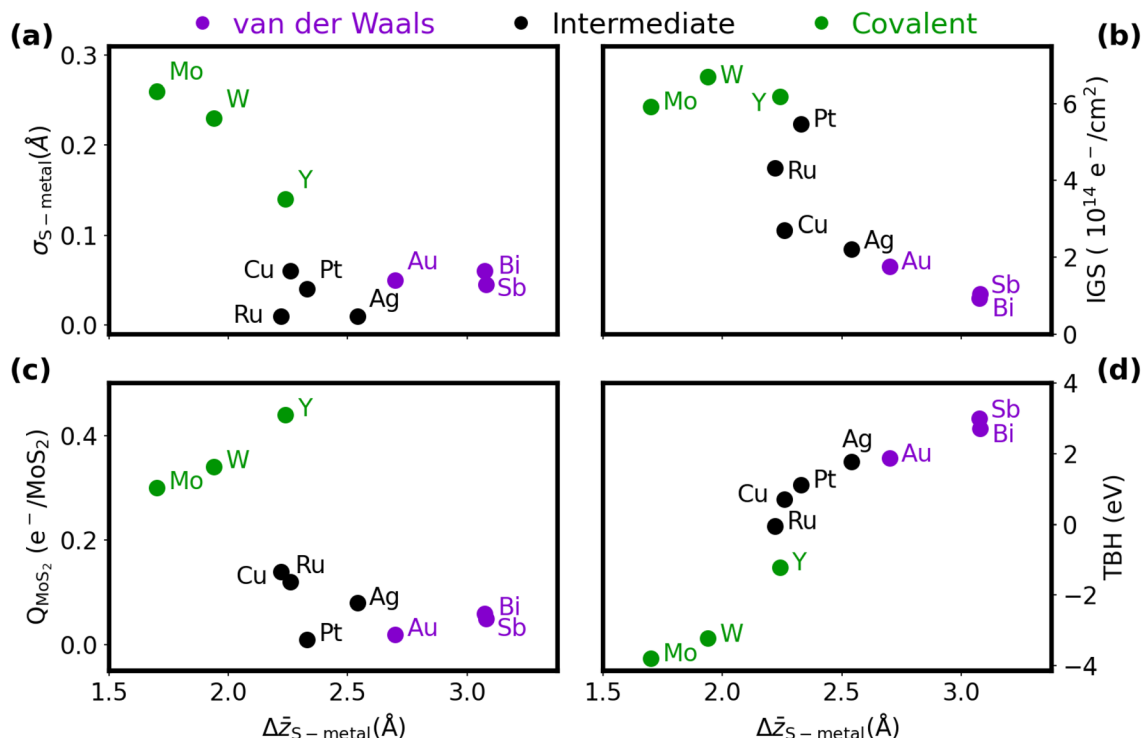 van der Waals
Intermediate
Covalent
(a)
(b)
0.3
0.2
0.1
0.0
σS−metal(Å)
Mo
W
Y
Cu
Pt
Ru
Ag
Au
Bi
Sb
Mo
W
Y
Pt
Ru
Cu
Ag
Au
Sb
Bi
6
4
2
0
IGS ( 10¹⁴ e⁻/cm²)
(c)
(d)
0.4
0.2
0.0
QMoS₂ (e⁻/MoS₂)
Y
W
Mo
Cu
Ru
Ag
Pt
Au
Bi
Sb
1.5
2.0
2.5
3.0
Δz̄S−metal(Å)
Sb
Bi
Ag
Au
Pt
Cu
Ru
Y
W
Mo
4
2
0
−2
−4
TBH (eV)
1.5
2.0
2.5
3.0
Δz̄S−metal(Å)